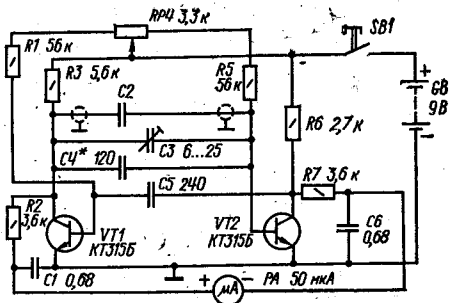 R1 56к
RP4 3,3к
SB1
R3 5,6к
R5 56к
C2
+
GB 9В
−
R6 2,7к
C3 6...25
C4* 120
R7 3,6к
C5 240
R2 3,6к
VT1 КТ315Б
VT2 КТ315Б
C6 0,68
C1 0,68
+
μА
−
PA 50 мкА